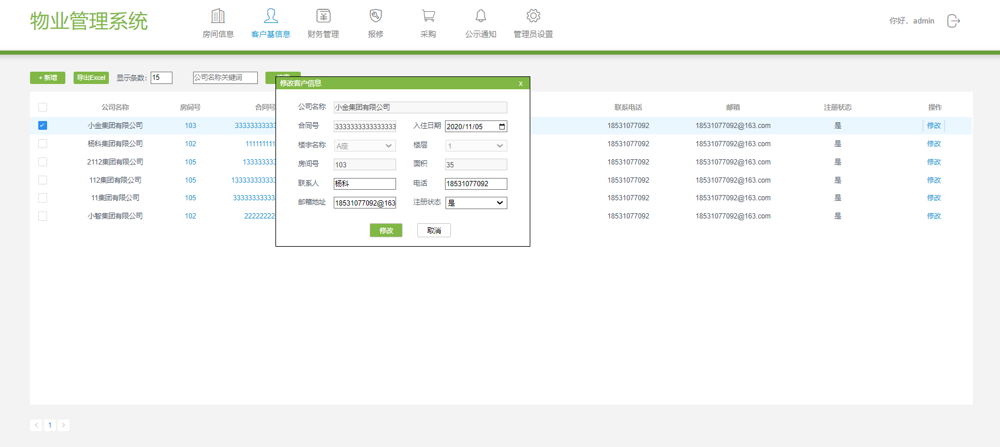 物业管理系统
房间信息 客户基信息 财务管理 报修 采购 公示通知 管理员设置
你好，admin
+ 新增 导出Excel 显示条数: 15 公司名称关键词
修改客户信息 x
公司名称 小金集团有限公司
合同号 3333333333333333 入住日期 2020/11/05
楼宇名称 A座 楼层 1
房间号 103 面积 35
联系人 杨科 电话 18531077092
邮箱地址 18531077092@163 注册状态 是
修改 取消
公司名称 房间号 合同号 联系电话 邮箱 注册状态 操作
小金集团有限公司 103 33333333333 18531077092 18531077092@163.com 是 修改
杨科集团有限公司 102 111111111 18531077092 18531077092@163.com 是 修改
2112集团有限公司 105 133333333 18531077092 18531077092@163.com 是 修改
112集团有限公司 105 133333333333 18531077092 18531077092@163.com 是 修改
11集团有限公司 105 333333333333 18531077092 18531077092@163.com 是 修改
小智集团有限公司 102 22222222 18531077092 18531077092@163.com 是 修改
< 1 >